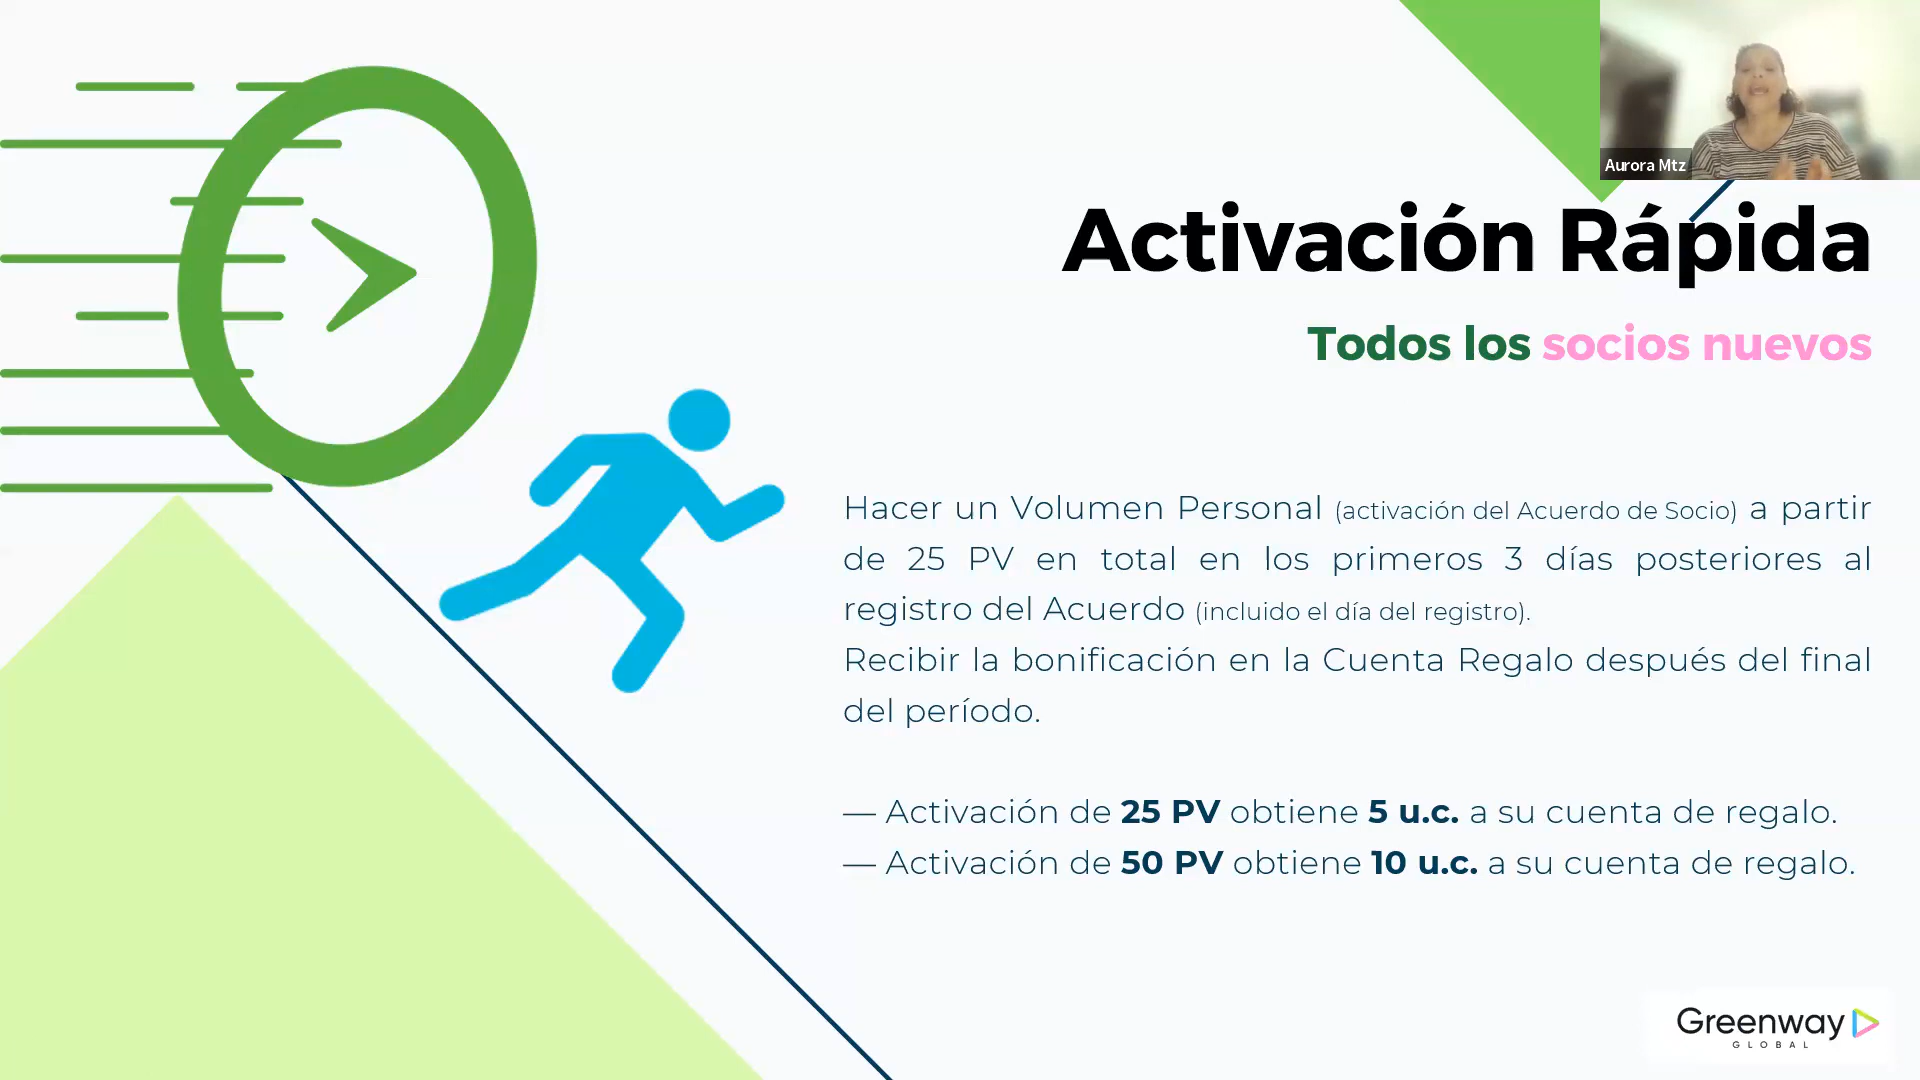 Aurora Mtz
Activación Rápida
Todos los socios nuevos
Hacer un Volumen Personal (activación del Acuerdo de Socio) a partir
de 25 PV en total en los primeros 3 días posteriores al
registro del Acuerdo (incluido el día del registro).
Recibir la bonificación en la Cuenta Regalo después del final
del período.
— Activación de 25 PV obtiene 5 u.c. a su cuenta de regalo.
— Activación de 50 PV obtiene 10 u.c. a su cuenta de regalo.
Greenway
GLOBAL